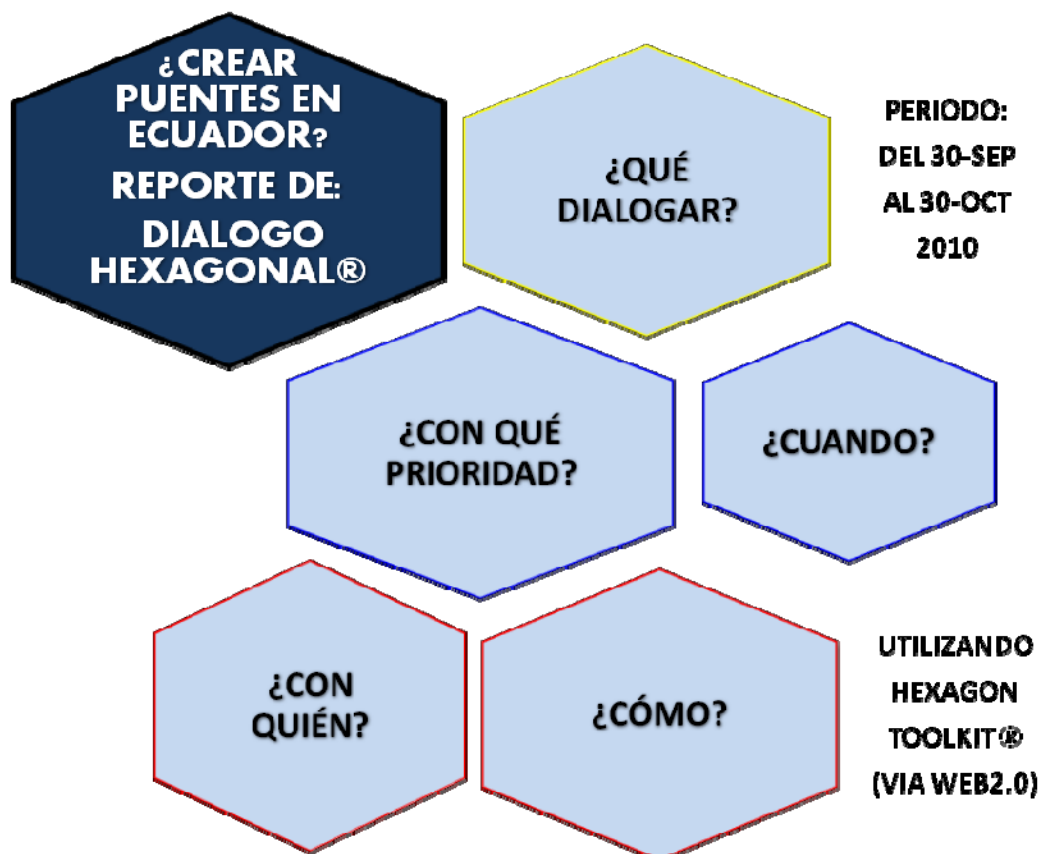 ¿CREAR
PUENTES EN
ECUADOR?
REPORTE DE:
DIALOGO
HEXAGONAL®
¿QUÉ
DIALOGAR?
PERIODO:
DEL 30-SEP
AL 30-OCT
2010
¿CON QUÉ
PRIORIDAD?
¿CUANDO?
¿CON
QUIÉN?
¿CÓMO?
UTILIZANDO
HEXAGON
TOOLKIT®
(VIA WEB2.0)